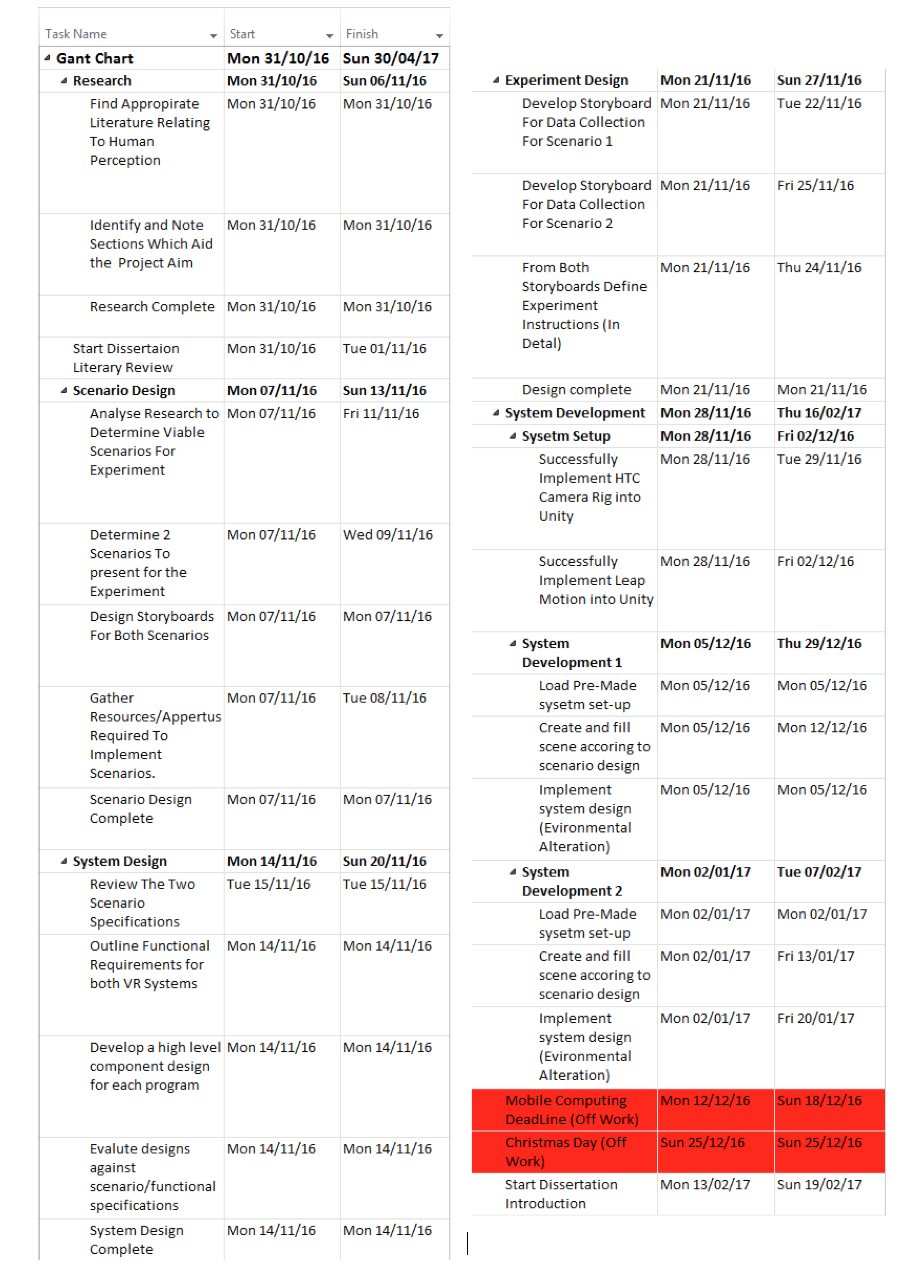 Task Name Start Finish
Gant Chart Mon 31/10/16 Sun 30/04/17
Research Mon 31/10/16 Sun 06/11/16
Find Appropirate Mon 31/10/16 Mon 31/10/16
Literature Relating
To Human
Perception
Identify and Note Mon 31/10/16 Mon 31/10/16
Sections Which Aid
the Project Aim
Research Complete Mon 31/10/16 Mon 31/10/16
Start Dissertaion Mon 31/10/16 Tue 01/11/16
Literary Review
Scenario Design Mon 07/11/16 Sun 13/11/16
Analyse Research to Mon 07/11/16 Fri 11/11/16
Determine Viable
Scenarios For
Experiment
Determine 2 Mon 07/11/16 Wed 09/11/16
Scenarios To
present for the
Experiment
Design Storyboards Mon 07/11/16 Mon 07/11/16
For Both Scenarios
Gather Mon 07/11/16 Tue 08/11/16
Resources/Appertus
Required To
Implement
Scenarios.
Scenario Design Mon 07/11/16 Mon 07/11/16
Complete
System Design Mon 14/11/16 Sun 20/11/16
Review The Two Tue 15/11/16 Tue 15/11/16
Scenario
Specifications
Outline Functional Mon 14/11/16 Mon 14/11/16
Requirements for
both VR Systems
Develop a high level Mon 14/11/16 Mon 14/11/16
component design
for each program
Evalute designs Mon 14/11/16 Mon 14/11/16
against
scenario/functional
specifications
System Design Mon 14/11/16 Mon 14/11/16
Complete
Experiment Design Mon 21/11/16 Sun 27/11/16
Develop Storyboard Mon 21/11/16 Tue 22/11/16
For Data Collection
For Scenario 1
Develop Storyboard Mon 21/11/16 Fri 25/11/16
For Data Collection
For Scenario 2
From Both Mon 21/11/16 Thu 24/11/16
Storyboards Define
Experiment
Instructions (In
Detal)
Design complete Mon 21/11/16 Mon 21/11/16
System Development Mon 28/11/16 Thu 16/02/17
Sysetm Setup Mon 28/11/16 Fri 02/12/16
Successfully Mon 28/11/16 Tue 29/11/16
Implement HTC
Camera Rig into
Unity
Successfully Mon 28/11/16 Fri 02/12/16
Implement Leap
Motion into Unity
System Mon 05/12/16 Thu 29/12/16
Development 1
Load Pre-Made Mon 05/12/16 Mon 05/12/16
sysetm set-up
Create and fill Mon 05/12/16 Mon 12/12/16
scene accoring to
scenario design
Implement Mon 05/12/16 Mon 05/12/16
system design
(Evironmental
Alteration)
System Mon 02/01/17 Tue 07/02/17
Development 2
Load Pre-Made Mon 02/01/17 Mon 02/01/17
sysetm set-up
Create and fill Mon 02/01/17 Fri 13/01/17
scene accoring to
scenario design
Implement Mon 02/01/17 Fri 20/01/17
system design
(Evironmental
Alteration)
Mobile Computing Mon 12/12/16 Sun 18/12/16
DeadLine (Off Work)
Christmas Day (Off Sun 25/12/16 Sun 25/12/16
Work)
Start Dissertation Mon 13/02/17 Sun 19/02/17
Introduction